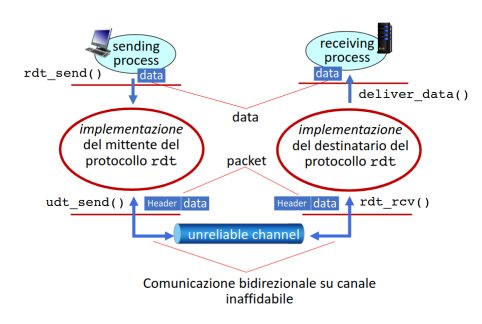 sending
process
receiving
process
rdt_send()
data
data
deliver_data()
data
implementazione
del mittente del
protocollo rdt
implementazione
del destinatario del
protocollo rdt
packet
udt_send()
Header data
Header data
rdt_rcv()
unreliable channel
Comunicazione bidirezionale su canale
inaffidabile